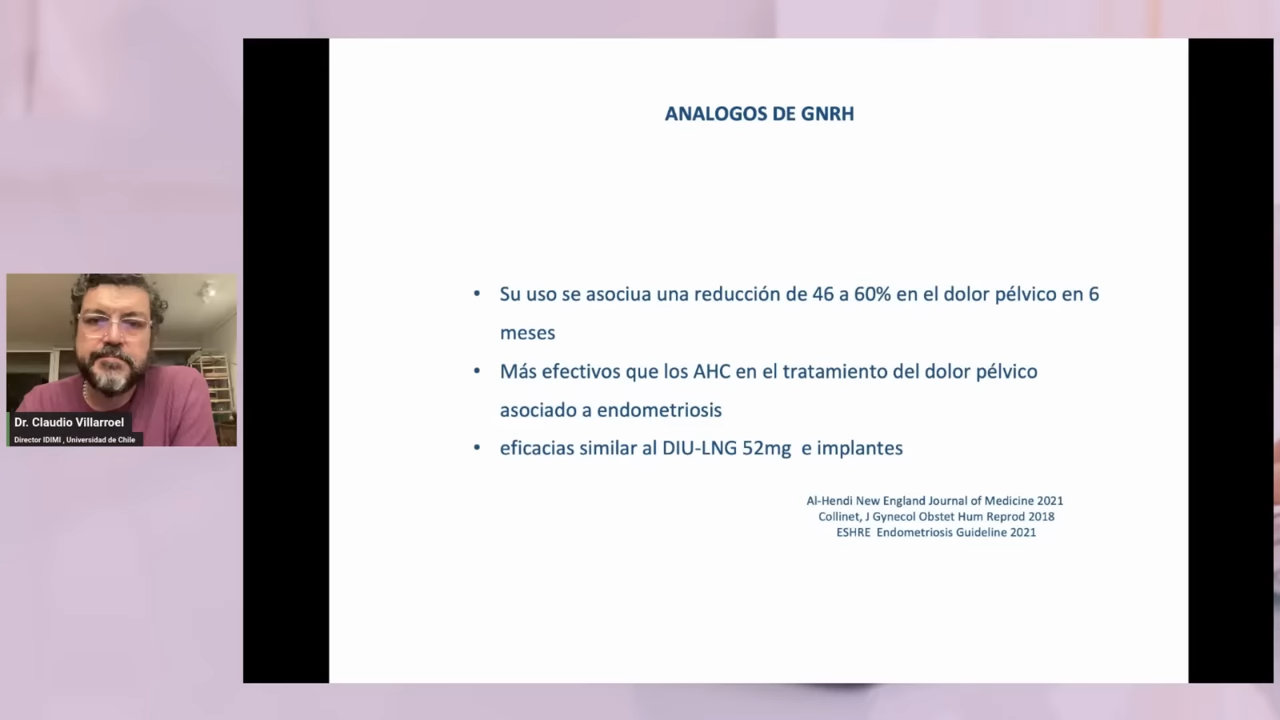 ANALOGOS DE GNRH
• Su uso se asociua una reducción de 46 a 60% en el dolor pélvico en 6
meses
• Más efectivos que los AHC en el tratamiento del dolor pélvico
asociado a endometriosis
• eficacias similar al DIU-LNG 52mg e implantes
Al-Hendi New England Journal of Medicine 2021
Collinet, J Gynecol Obstet Hum Reprod 2018
ESHRE Endometriosis Guideline 2021
Dr. Claudio Villarroel
Director IDIMI , Universidad de Chile